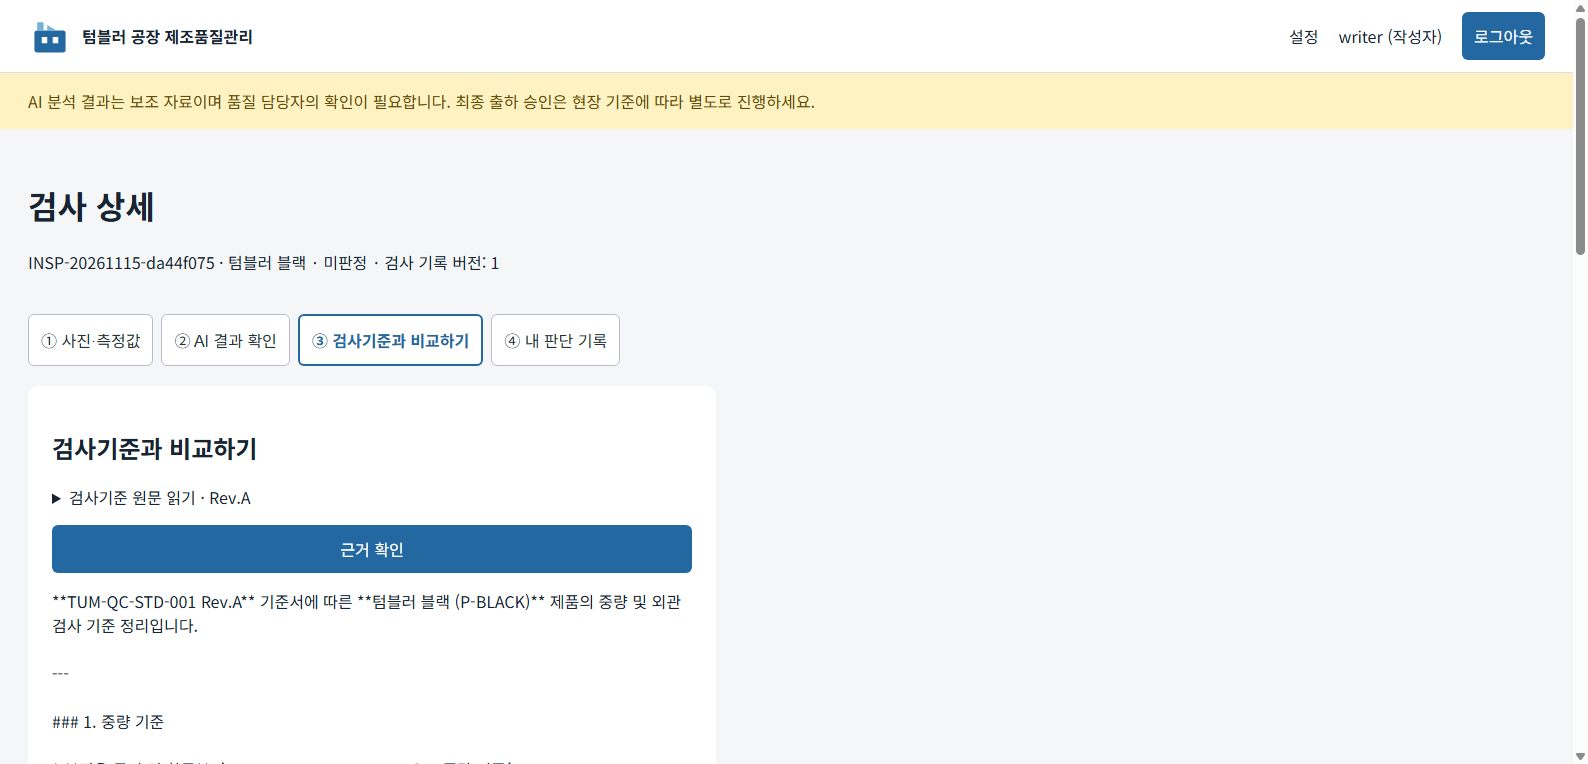 텀블러 공장 제조품질관리
설정 writer (작성자) 로그아웃
AI 분석 결과는 보조 자료이며 품질 담당자의 확인이 필요합니다. 최종 출하 승인은 현장 기준에 따라 별도로 진행하세요.
검사 상세
INSP-20261115-da44f075 · 텀블러 블랙 · 미판정 · 검사 기록 버전: 1
① 사진·측정값 ② AI 결과 확인 ③ 검사기준과 비교하기 ④ 내 판단 기록
검사기준과 비교하기
▶ 검사기준 원문 읽기 · Rev.A
근거 확인
**TUM-QC-STD-001 Rev.A** 기준서에 따른 **텀블러 블랙 (P-BLACK)** 제품의 중량 및 외관
검사 기준 정리입니다.
---
### 1. 중량 기준